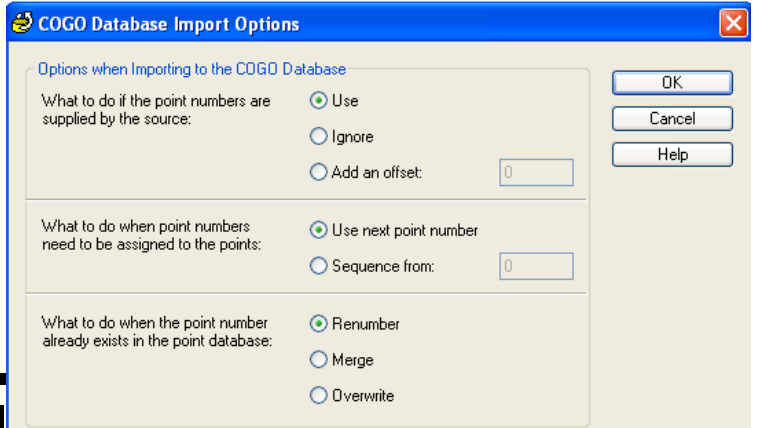 COGO Database Import Options
Options when Importing to the COGO Database
What to do if the point numbers are
supplied by the source:
Use
Ignore
Add an offset:
0
What to do when point numbers
need to be assigned to the points:
Use next point number
Sequence from:
0
What to do when the point number
already exists in the point database:
Renumber
Merge
Overwrite
OK
Cancel
Help